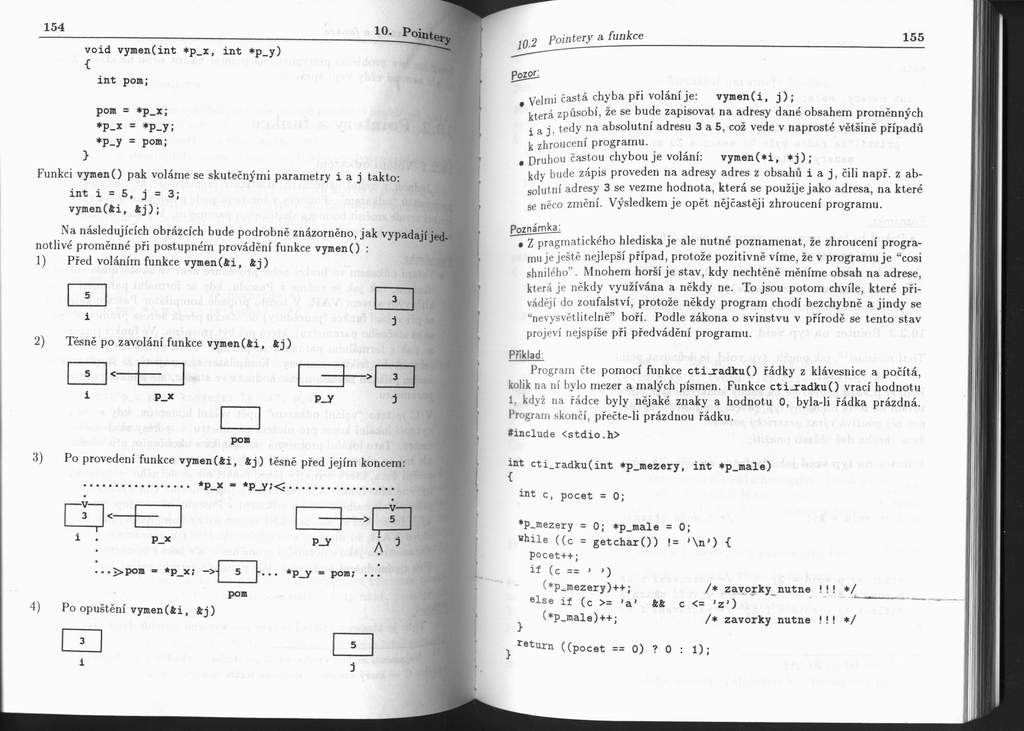 154
10. Pointery
void vymen(int *p_x, int *p_y)
{
int pom;
pom = *p_x;
*p_x = *p_y;
*p_y = pom;
}
Funkci vymen() pak voláme se skutečnými parametry i a j takto:
int i = 5, j = 3;
vymen(&i, &j);
Na následujících obrázcích bude podrobně znázorněno, jak vypadají jed-
notlivé proměnné při postupném provádění funkce vymen() :
1) Před voláním funkce vymen(&i, &j)
5 3
i j
2) Těsně po zavolání funkce vymen(&i, &j)
5 3
i p_x p_y j
pom
3) Po provedení funkce vymen(&i, &j) těsně před jejím koncem:
*p_x = *p_y;
3 5
i p_x p_y j
pom = *p_x; 5 *p_y = pom;
pom
4) Po opuštění vymen(&i, &j)
3 5
i j
10.2 Pointery a funkce
155
Pozor:
• Velmi častá chyba při volání je: vymen(i, j);
která způsobí, že se bude zapisovat na adresy dané obsahem proměnných
i a j, tedy na absolutní adresu 3 a 5, což vede v naprosté většině případů
k zhroucení programu.
• Druhou častou chybou je volání: vymen(*i, *j);
kdy bude zápis proveden na adresy adres z obsahů i a j, čili např. z ab-
solutní adresy 3 se vezme hodnota, která se použije jako adresa, na které
se něco změní. Výsledkem je opět nějčastěji zhroucení programu.
Poznámka:
• Z pragmatického hlediska je ale nutné poznamenat, že zhroucení progra-
mu je ještě nejlepší případ, protože pozitivně víme, že v programu je “cosi
shnilého”. Mnohem horší je stav, kdy nechtěně měníme obsah na adrese,
která je někdy využívána a někdy ne. To jsou potom chvíle, které při-
vádějí do zoufalství, protože někdy program chodí bezchybně a jindy se
“nevysvětlitelně” boří. Podle zákona o svinstvu v přírodě se tento stav
projeví nejspíše při předvádění programu.
Příklad:
Program čte pomocí funkce cti_radku() řádky z klávesnice a počítá,
kolik na ní bylo mezer a malých písmen. Funkce cti_radku() vrací hodnotu
1, když na řádce byly nějaké znaky a hodnotu 0, byla-li řádka prázdná.
Program skončí, přečte-li prázdnou řádku.
#include <stdio.h>
int cti_radku(int *p_mezery, int *p_male)
{
int c, pocet = 0;
*p_mezery = 0; *p_male = 0;
while ((c = getchar()) != '\n') {
pocet++;
if (c == ' ')
(*p_mezery)++; /* zavorky nutne !!! */
else if (c >= 'a' && c <= 'z')
(*p_male)++; /* zavorky nutne !!! */
}
return ((pocet == 0) ? 0 : 1);
}